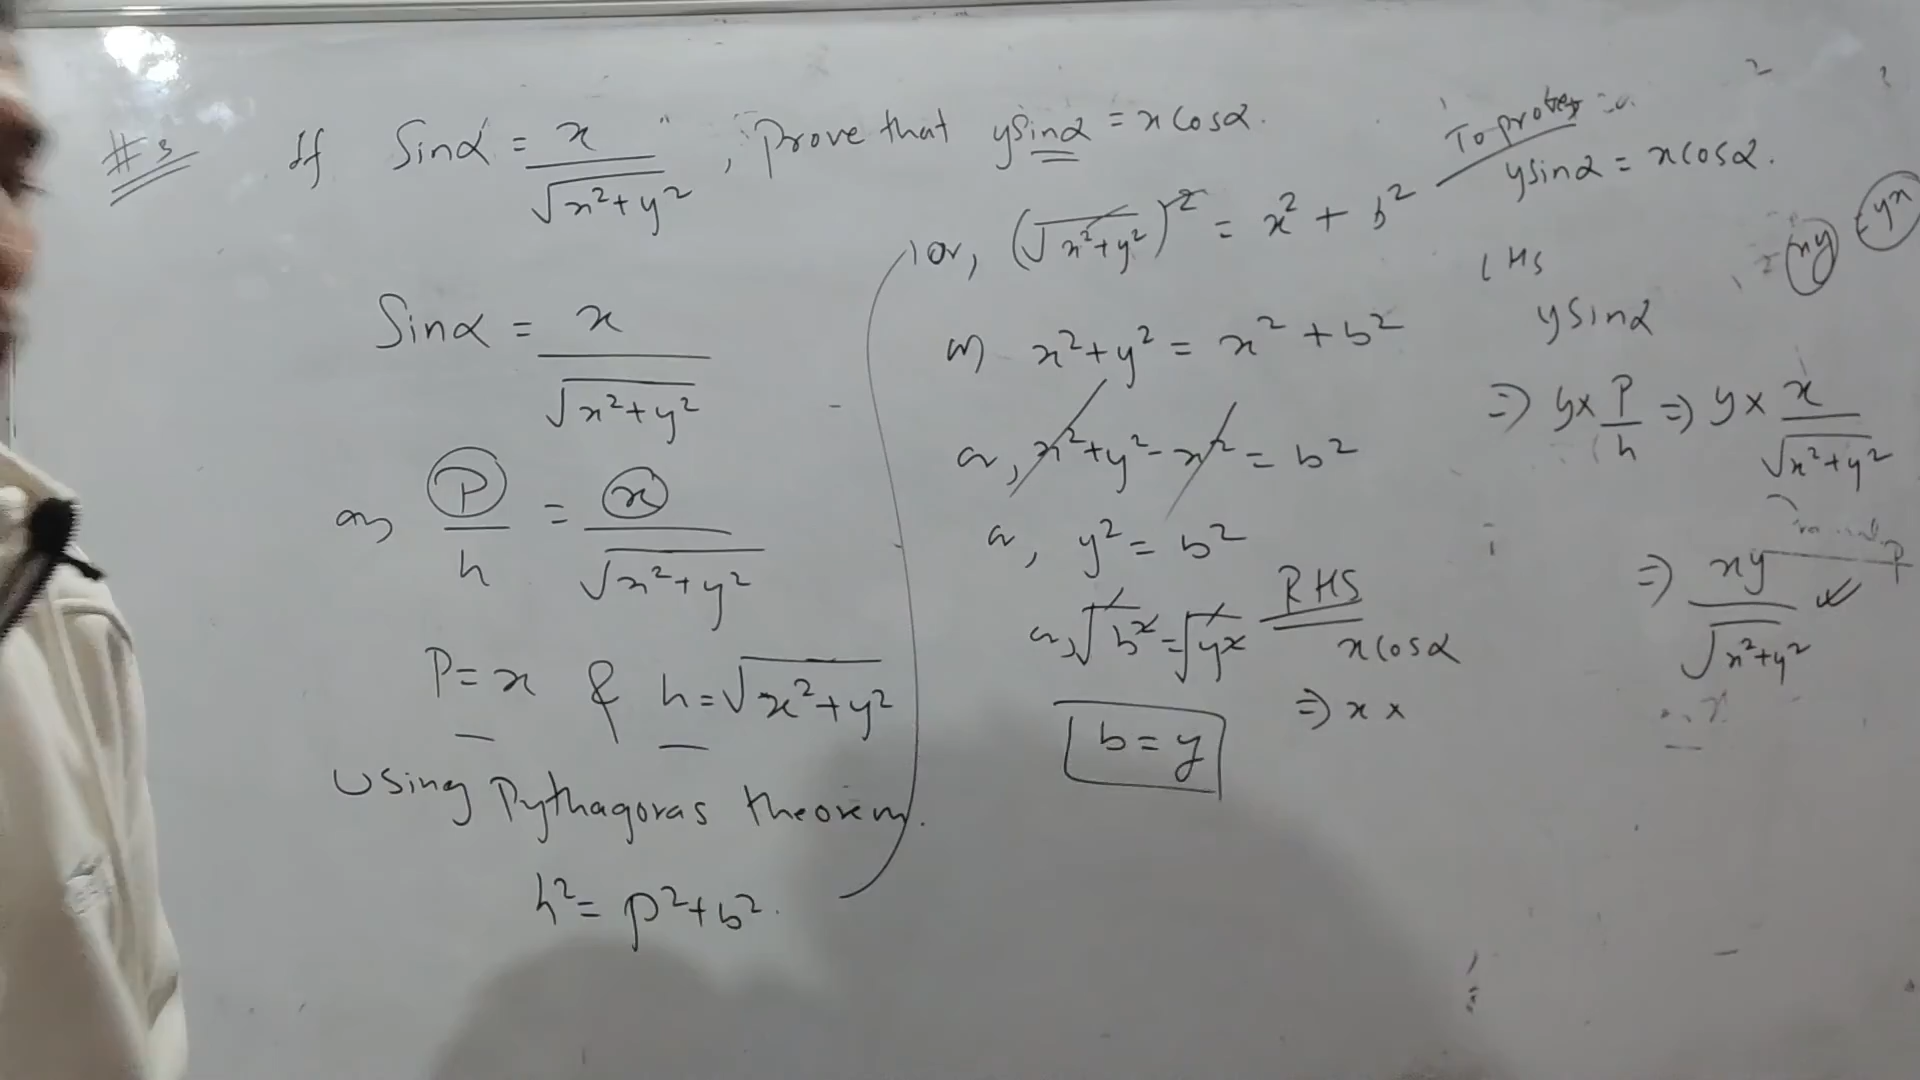 #3 If Sinα = x/√x²+y² , prove that ysinα = xcosα.
Sinα = x/√x²+y²
or, P/h = x/√x²+y²
P = x & h = √x²+y²
Using Pythagoras theorem.
h² = p²+b².
or, (√x²+y²)² = x² + b²
or, x²+y² = x² + b²
or, x²+y²-x² = b²
or, y² = b²
or, √b² = √y²
b = y
To prove
ysinα = xcosα.
LHS
ysinα
⇒ y× P/h ⇒ y × x/√x²+y²
⇒ xy/√x²+y²
= xy = yx
RHS
xcosα
⇒ x ×